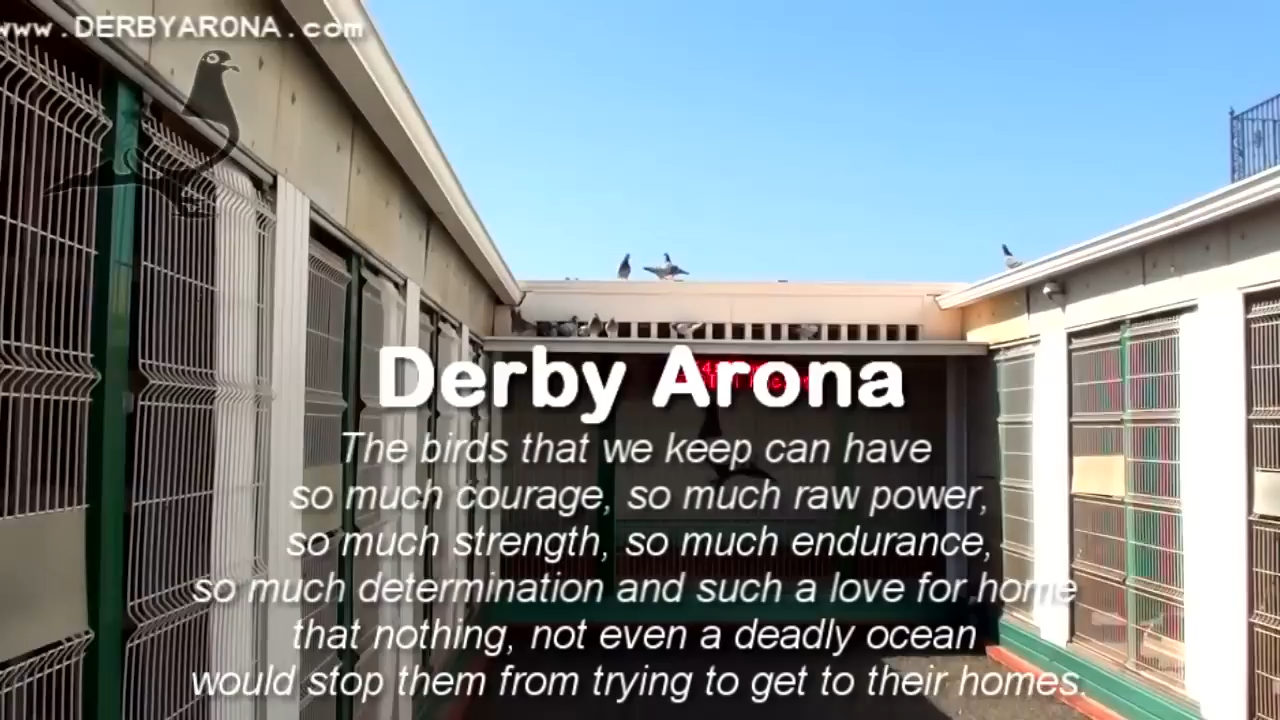 www.DERBYARONA.com
Derby Arona
The birds that we keep can have
so much courage, so much raw power,
so much strength, so much endurance,
so much determination and such a love for home
that nothing, not even a deadly ocean
would stop them from trying to get to their homes.